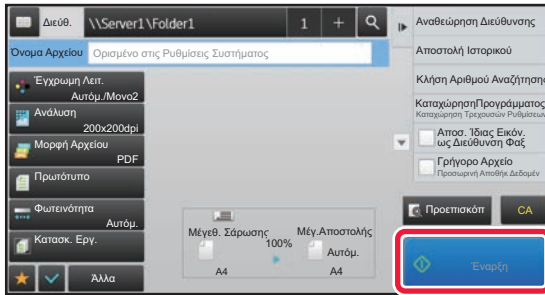 Διεύθ.
\\Server1\Folder1
1
+
Όνομα Αρχείου
Ορισμένο στις Ρυθμίσεις Συστήματος
Έγχρωμη Λειτ.
Αυτόμ./Μονο2
Ανάλυση
200x200dpi
Μορφή Αρχείου
PDF
Πρωτότυπο
Φωτεινότητα
Αυτόμ.
Κατασκ. Εργ.
Άλλα
Μέγεθ. Σάρωσης
100%
Μέγ.Αποστολής
Αυτόμ.
A4
A4
Αναθεώρηση Διεύθυνσης
Αποστολή Ιστορικού
Κλήση Αριθμού Αναζήτησης
ΚαταχώρησηΠρογράμματος
Καταχώρηση Τρεχουσών Ρυθμίσεων
Αποσ. Ίδιας Εικόν.
ως Διεύθυνση Φαξ
Γρήγορο Αρχείο
Προσωρινή Αποθήκ Δεδομέν
Προεπισκόπ
CA
Έναρξη